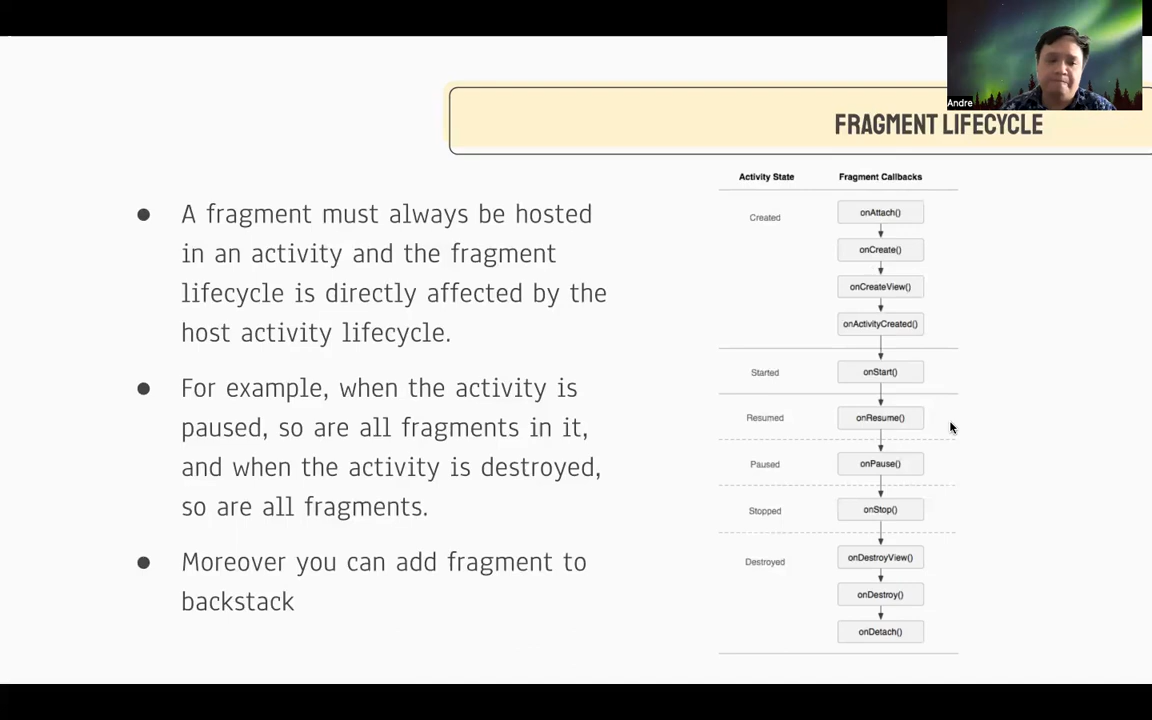 Andre
FRAGMENT LIFECYCLE
● A fragment must always be hosted
in an activity and the fragment
lifecycle is directly affected by the
host activity lifecycle.
● For example, when the activity is
paused, so are all fragments in it,
and when the activity is destroyed,
so are all fragments.
● Moreover you can add fragment to
backstack
Activity State Fragment Callbacks
Created onAttach()
onCreate()
onCreateView()
onActivityCreated()
Started onStart()
Resumed onResume()
Paused onPause()
Stopped onStop()
Destroyed onDestroyView()
onDestroy()
onDetach()